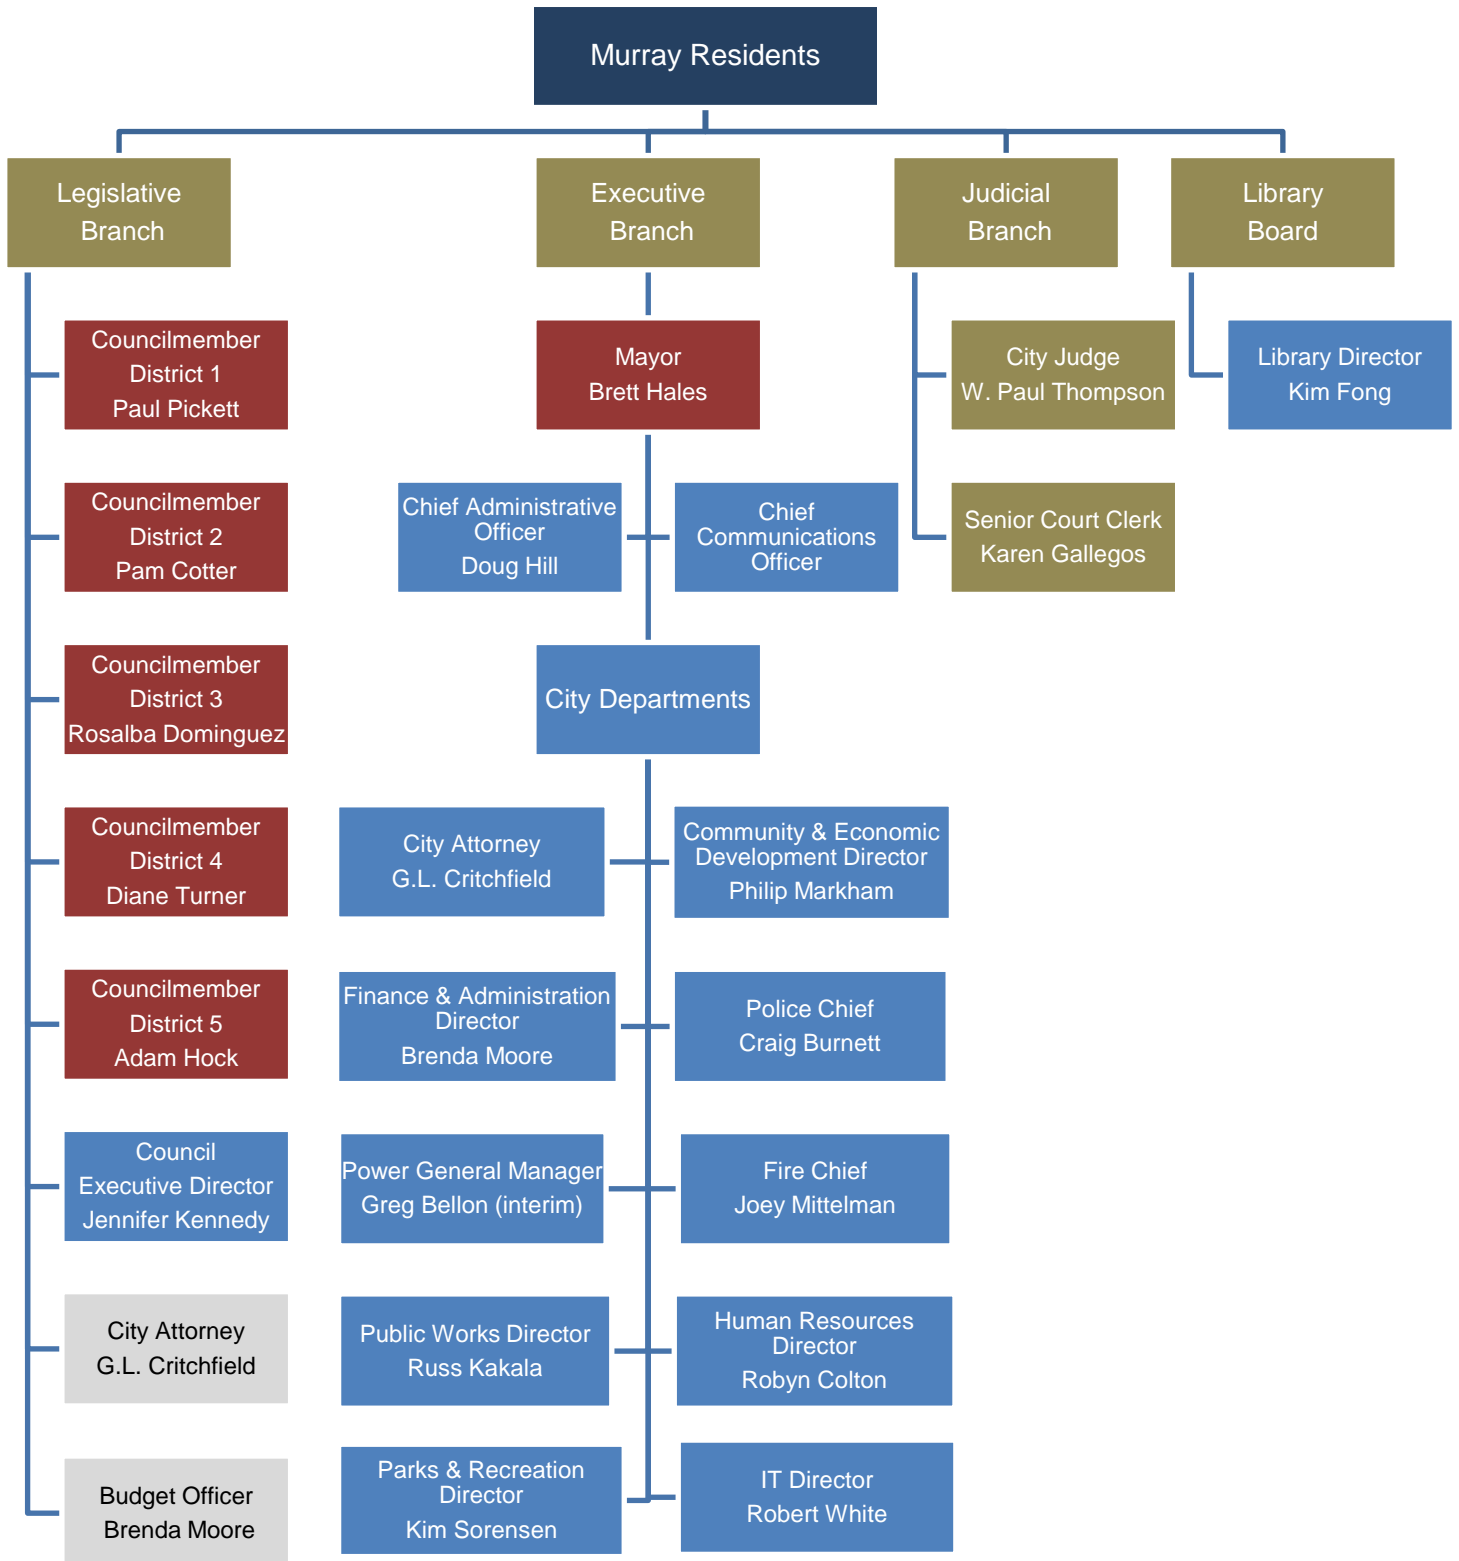 Murray Residents
Legislative
Branch
Executive
Branch
Judicial
Branch
Library
Board
Councilmember
District 1
Paul Pickett
Mayor
Brett Hales
City Judge
W. Paul Thompson
Library Director
Kim Fong
Councilmember
District 2
Pam Cotter
Chief Administrative
Officer
Doug Hill
Chief
Communications
Officer
Senior Court Clerk
Karen Gallegos
Councilmember
District 3
Rosalba Dominguez
City Departments
Councilmember
District 4
Diane Turner
City Attorney
G.L. Critchfield
Community & Economic
Development Director
Philip Markham
Councilmember
District 5
Adam Hock
Finance & Administration
Director
Brenda Moore
Police Chief
Craig Burnett
Council
Executive Director
Jennifer Kennedy
Power General Manager
Greg Bellon (interim)
Fire Chief
Joey Mittelman
City Attorney
G.L. Critchfield
Public Works Director
Russ Kakala
Human Resources
Director
Robyn Colton
Budget Officer
Brenda Moore
Parks & Recreation
Director
Kim Sorensen
IT Director
Robert White